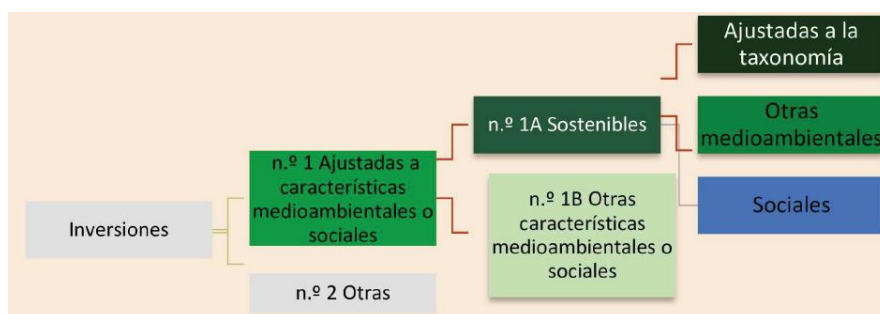 Inversiones
n.º 1 Ajustadas a
características
medioambientales o
sociales
n.º 2 Otras
n.º 1A Sostenibles
n.º 1B Otras
características
medioambientales o
sociales
Ajustadas a la
taxonomía
Otras
medioambientales
Sociales